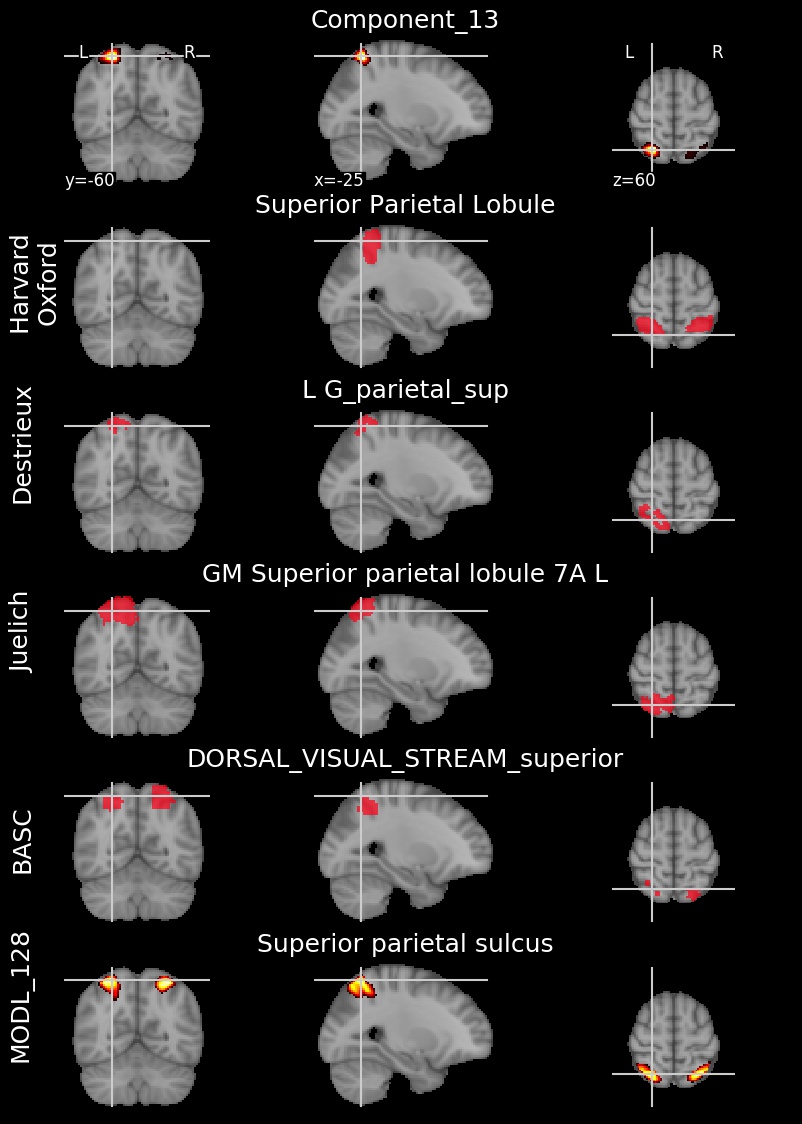 Component_13
L R
L R
y=-60
x=-25
z=60
Superior Parietal Lobule
Harvard
Oxford
L G_parietal_sup
Destrieux
GM Superior parietal lobule 7A L
Juelich
DORSAL_VISUAL_STREAM_superior
BASC
Superior parietal sulcus
MODL_128